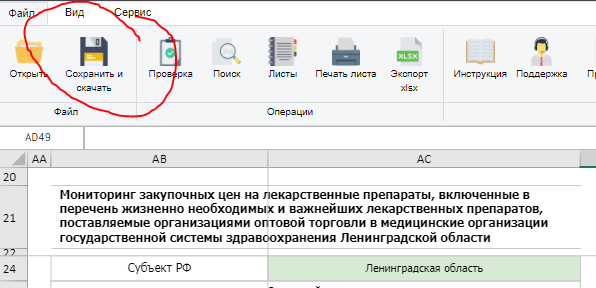 Файл Вид Сервис
XLSX
Открыть Сохранить и Проверка Поиск Листы Печать листа Экспорт Инструкция Поддержка
скачать xlsx
Файл Операции
AD49
AA AB AC
20
Мониторинг закупочных цен на лекарственные препараты, включенные в
перечень жизненно необходимых и важнейших лекарственных препаратов,
21 поставляемые организациями оптовой торговли в медицинские организации
государственной системы здравоохранения Ленинградской области
22
24 Субъект РФ Ленинградская область